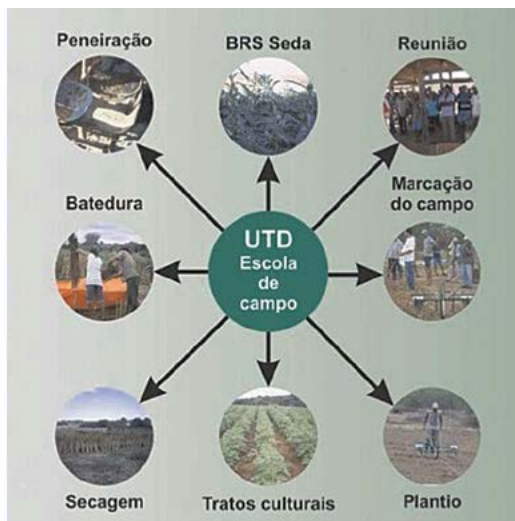 Peneiração
BRS Seda
Reunião
Batedura
UTD
Escola
de
campo
Marcação
do campo
Secagem
Tratos culturais
Plantio